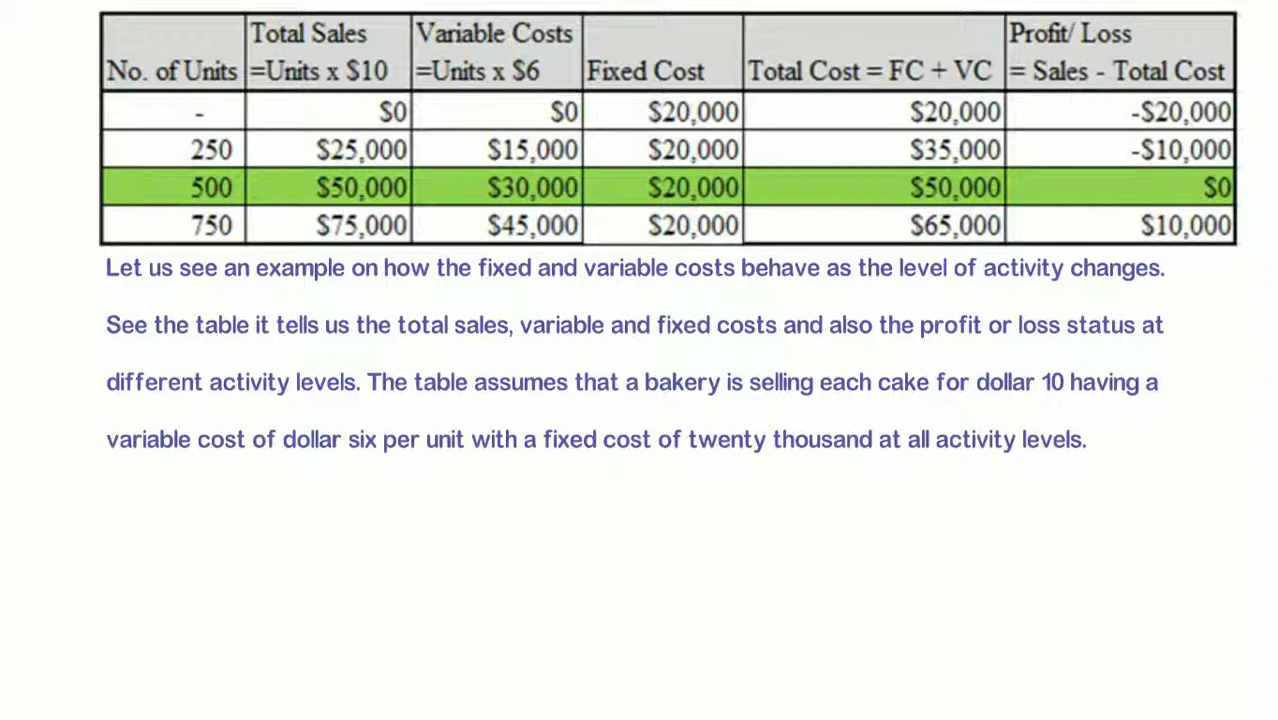 No. of Units Total Sales =Units x $10 Variable Costs =Units x $6 Fixed Cost Total Cost = FC + VC Profit/ Loss = Sales - Total Cost
- $0 $0 $20,000 $20,000 -$20,000
250 $25,000 $15,000 $20,000 $35,000 -$10,000
500 $50,000 $30,000 $20,000 $50,000 $0
750 $75,000 $45,000 $20,000 $65,000 $10,000
Let us see an example on how the fixed and variable costs behave as the level of activity changes.
See the table it tells us the total sales, variable and fixed costs and also the profit or loss status at
different activity levels. The table assumes that a bakery is selling each cake for dollar 10 having a
variable cost of dollar six per unit with a fixed cost of twenty thousand at all activity levels.